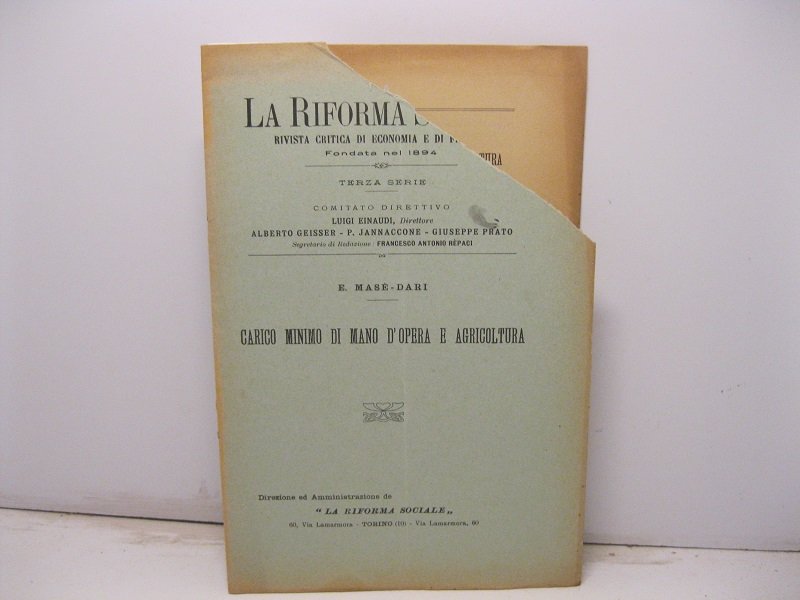 LA RIFORMA S
RIVISTA CRITICA DI ECONOMIA E DI F
Fondata nel 1894
TURA
TERZA SERIE
COMITATO DIRETTIVO
LUIGI EINAUDI, Direttore
ALBERTO GEISSER - P. JANNACCONE - GIUSEPPE PRATO
Segretario di Redazione: FRANCESCO ANTONIO RÈPACI
E. MASÈ-DARI
CARICO MINIMO DI MANO D'OPERA E AGRICOLTURA
Direzione ed Amministrazione de
“ LA RIFORMA SOCIALE „
60, Via Lamarmora - TORINO (10) - Via Lamarmora, 60